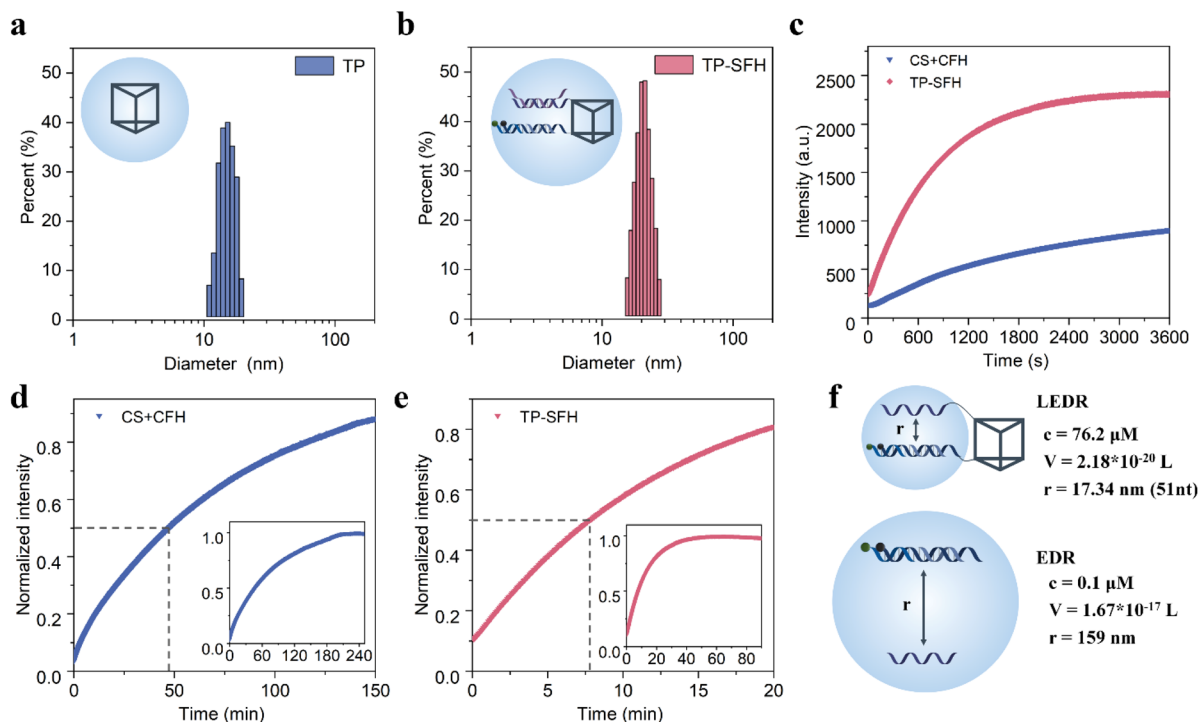 a
TP
50
40
30
20
10
0
Percent (%)
1
10
100
Diameter (nm)
b
TP-SFH
50
40
30
20
10
0
Percent (%)
1
10
100
Diameter (nm)
c
CS+CFH
TP-SFH
2500
2000
1500
1000
500
0
Intensity (a.u.)
0
600
1200
1800
2400
3000
3600
Time (s)
d
CS+CFH
0.8
0.6
0.4
0.2
0.0
Normalized intensity
0
50
100
150
Time (min)
1.0
0.5
0.0
0
60
120
180
240
e
TP-SFH
0.8
0.6
0.4
0.2
0.0
Normalized intensity
0
5
10
15
20
Time (min)
1.0
0.5
0.0
0
20
40
60
80
f
r
LEDR
c = 76.2 μM
V = 2.18*10⁻²⁰ L
r = 17.34 nm (51nt)
r
EDR
c = 0.1 μM
V = 1.67*10⁻¹⁷ L
r = 159 nm